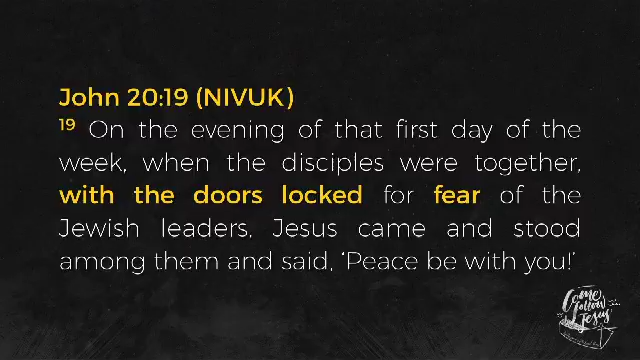 John 20:19 (NIVUK)
19 On the evening of that first day of the
week, when the disciples were together,
with the doors locked for fear of the
Jewish leaders, Jesus came and stood
among them and said, ‘Peace be with you!’
Come
follow
Jesus